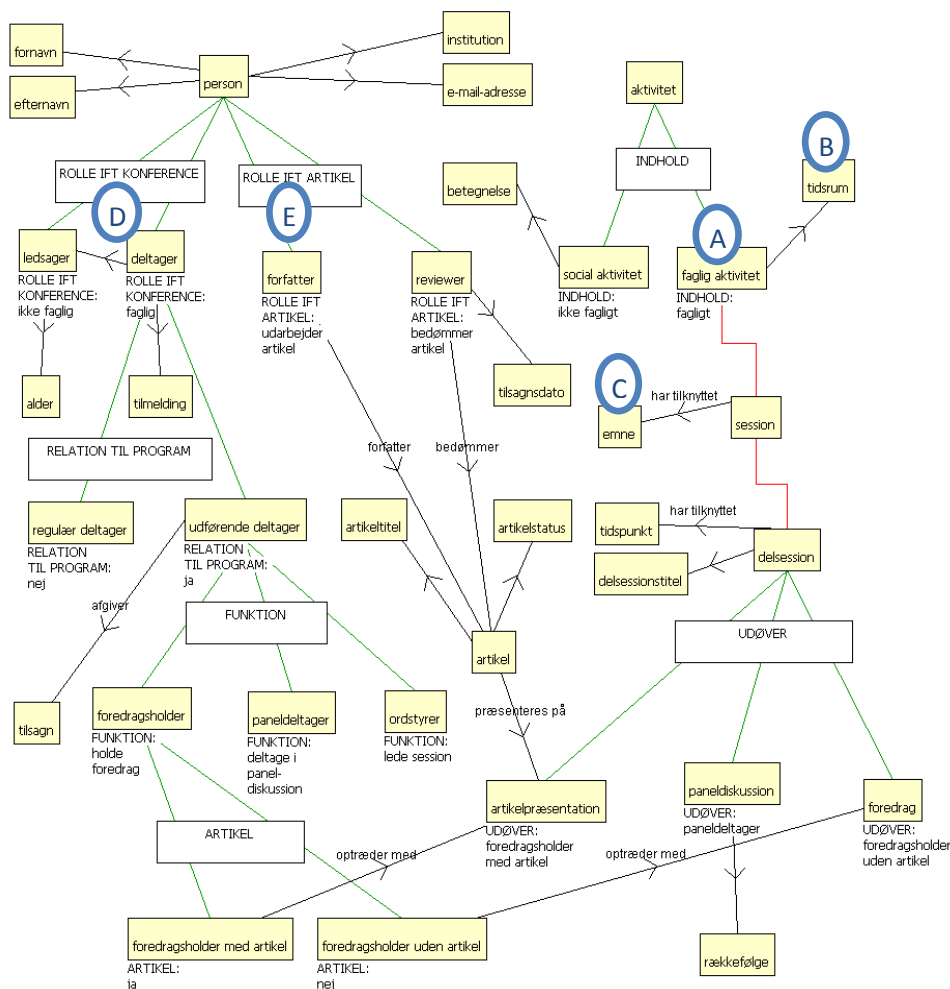 fornavn
efternavn
person
institution
e-mail-adresse
aktivitet
B
tidsrum
ROLLE IFT KONFERENCE
ROLLE IFT ARTIKEL
INDHOLD
betegnelse
D
E
A
ledsager
ROLLE IFT
KONFERENCE:
ikke faglig
deltager
ROLLE IFT
KONFERENCE:
faglig
forfatter
ROLLE IFT
ARTIKEL:
udarbejder
artikel
reviewer
ROLLE IFT
ARTIKEL:
bedømmer
artikel
social aktivitet
INDHOLD:
ikke fagligt
faglig aktivitet
INDHOLD:
fagligt
alder
tilmelding
tilsagnsdato
C
emne
har tilknyttet
session
RELATION TIL PROGRAM
forfatter
bedømmer
regulær deltager
RELATION
TIL PROGRAM:
nej
udførende deltager
RELATION
TIL PROGRAM:
ja
artikeltitel
artikelstatus
tidspunkt
har tilknyttet
delsessionstitel
delsession
afgiver
FUNKTION
artikel
UDØVER
tilsagn
foredragsholder
FUNKTION:
holde
foredrag
paneldeltager
FUNKTION:
deltage i
panel-
diskussion
ordstyrer
FUNKTION:
lede session
præsenteres på
artikelpræsentation
UDØVER:
foredragsholder
med artikel
paneldiskussion
UDØVER:
paneldeltager
foredrag
UDØVER:
foredragsholder
uden artikel
ARTIKEL
optræder med
optræder med
foredragsholder med artikel
ARTIKEL:
ja
foredragsholder uden artikel
ARTIKEL:
nej
rækkefølge